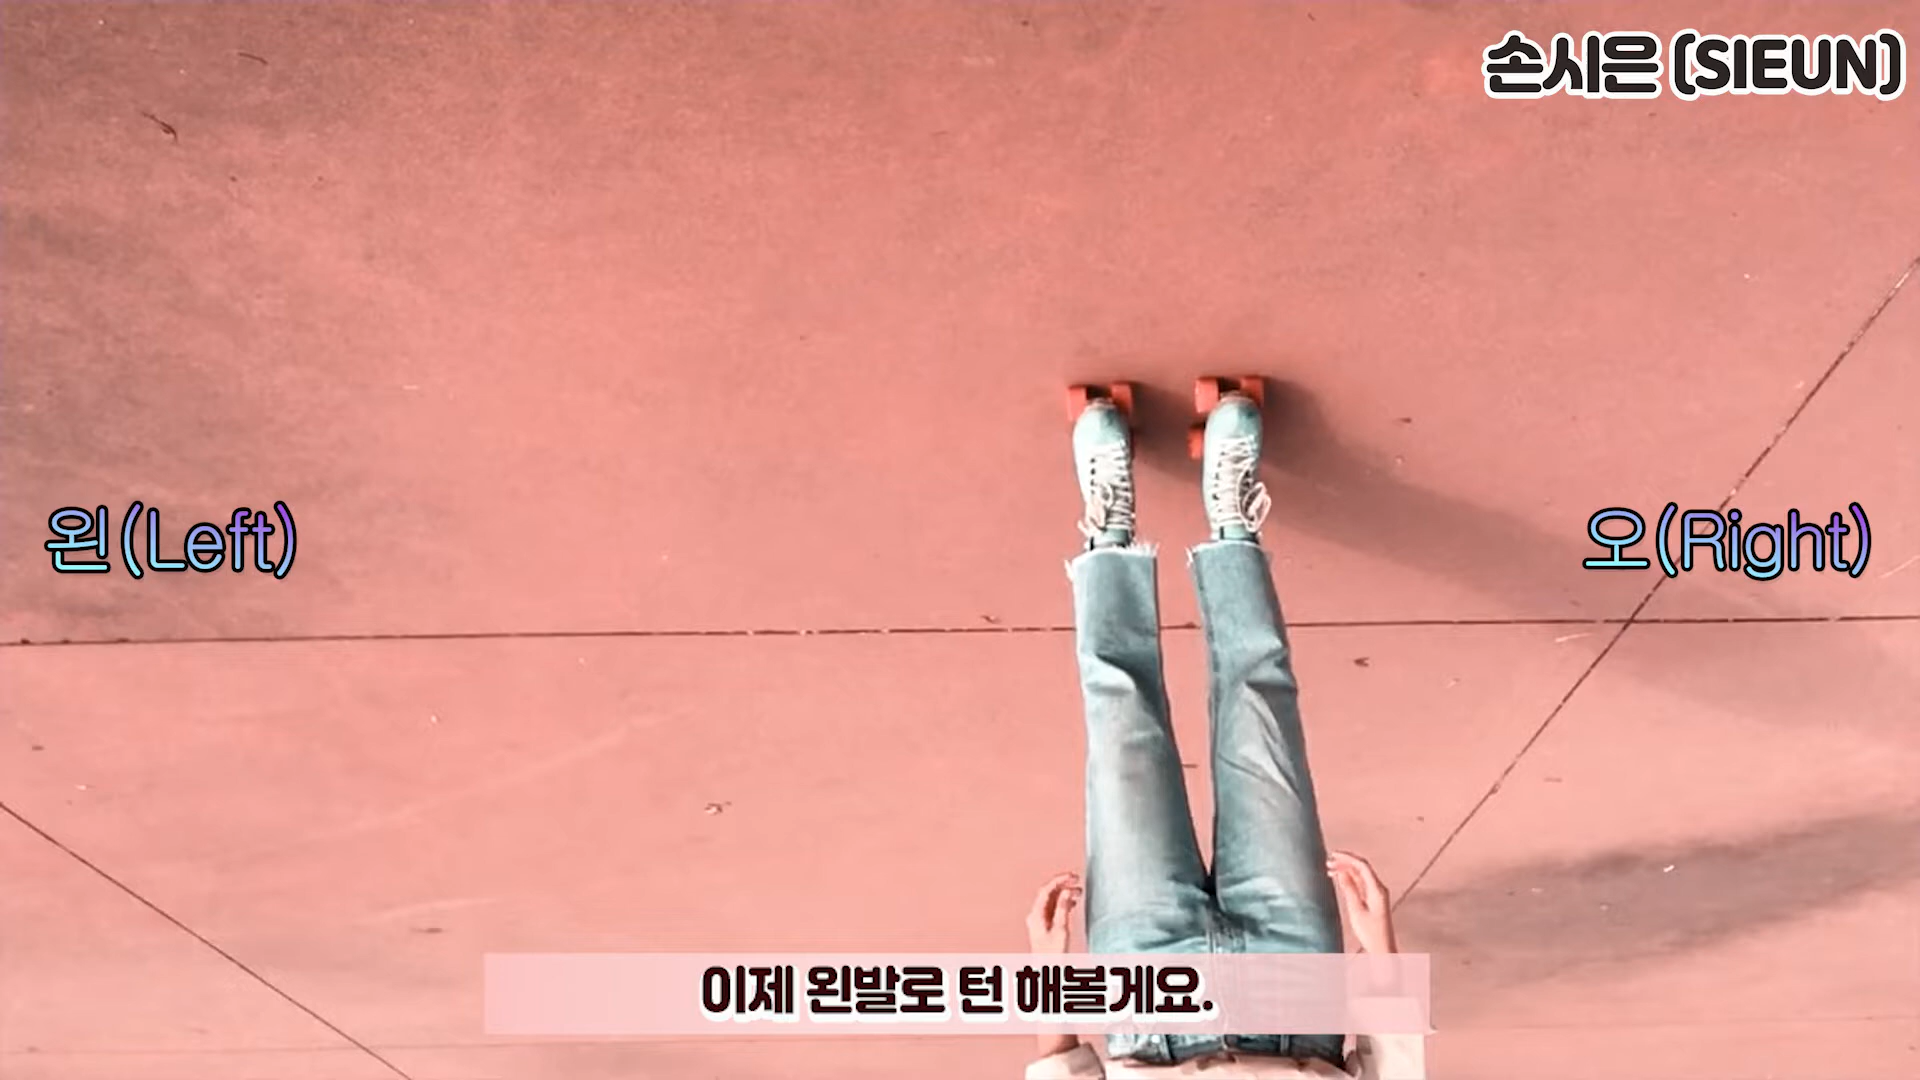 손시은 (SIEUN)
왼(Left)
오(Right)
이제 왼발로 턴 해볼게요.